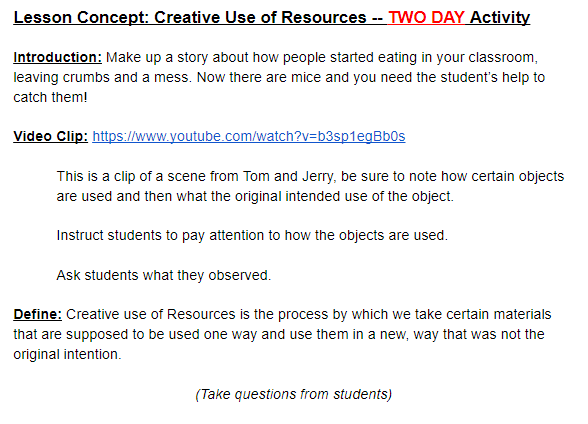 Lesson Concept: Creative Use of Resources -- TWO DAY Activity
Introduction: Make up a story about how people started eating in your classroom,
leaving crumbs and a mess. Now there are mice and you need the student's help to
catch them!
Video Clip: https://www.youtube.com/watch?v=b3sp1egBb0s
This is a clip of a scene from Tom and Jerry, be sure to note how certain objects
are used and then what the original intended use of the object.
Instruct students to pay attention to how the objects are used.
Ask students what they observed.
Define: Creative use of Resources is the process by which we take certain materials
that are supposed to be used one way and use them in a new, way that was not the
original intention.
(Take questions from students)